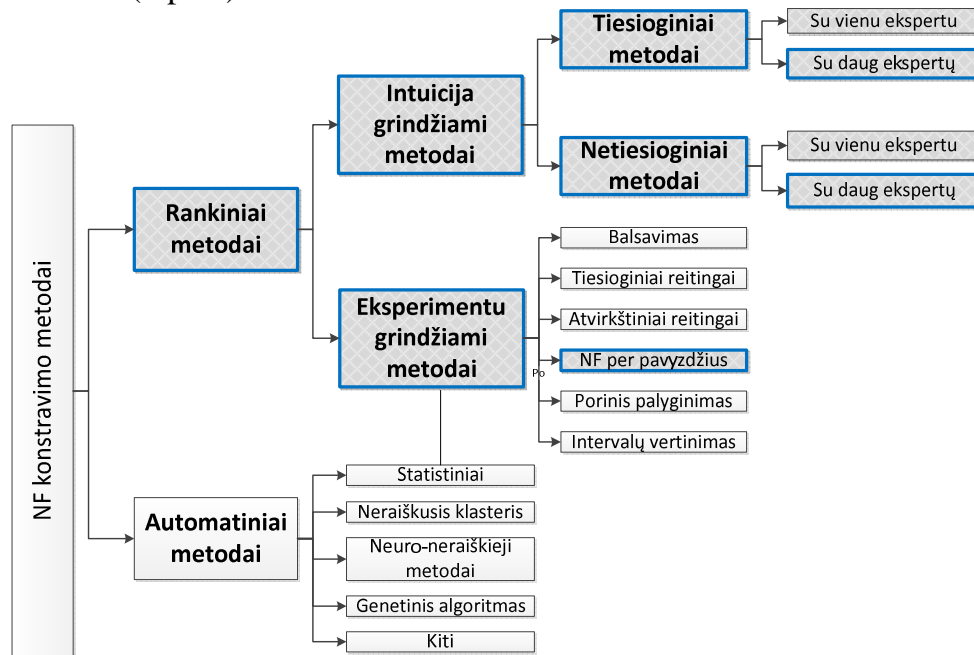 NF konstravimo metodai
Rankiniai
metodai
Intuicija
grindžiami
metodai
Tiesioginiai
metodai
Su vienu ekspertu
Su daug ekspertų
Netiesioginiai
metodai
Su vienu ekspertu
Su daug ekspertų
Eksperimentu
grindžiami
metodai
Balsavimas
Tiesioginiai reitingai
Atvirkštiniai reitingai
NF per pavyzdžius
Po
Porinis palyginimas
Intervalų vertinimas
Automatiniai
metodai
Statistiniai
Neraiškusis klasteris
Neuro-neraiškieji
metodai
Genetinis algoritmas
Kiti